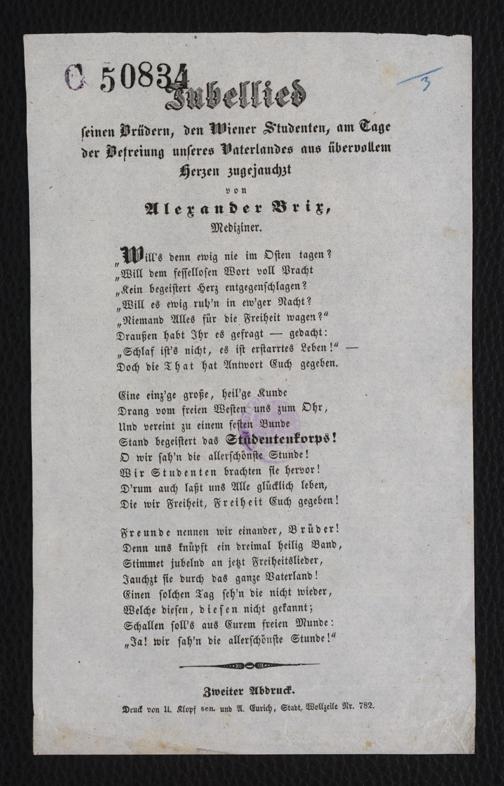 C 50834
3
Jubellied
seinen Brüdern, den Wiener Studenten, am Tage
der Befreiung unseres Vaterlandes aus übervollem
Herzen zugejauchzt
von
Alexander Brix,
Mediziner.
„Will's denn ewig nie im Osten tagen?
„Will dem fessellosen Wort voll Pracht
„Kein begeistert Herz entgegenschlagen?
„Will es ewig ruh'n in ew'ger Nacht?
„Niemand Alles für die Freiheit wagen?“
Draußen habt Ihr es gefragt — gedacht:
„Schlaf ist's nicht, es ist erstarrtes Leben!“ —
Doch die That hat Antwort Euch gegeben.
Eine einz'ge große, heil'ge Kunde
Drang vom freien Westen uns zum Ohr,
Und vereint zu einem festen Bunde
Stand begeistert das Studentenkorps!
O wir sah'n die allerschönste Stunde!
Wir Studenten brachten sie hervor!
D'rum auch laßt uns Alle glücklich leben,
Die wir Freiheit, Freiheit Euch gegeben!
Freunde nennen wir einander, Brüder!
Denn uns knüpft ein dreimal heilig Band,
Stimmet jubelnd an jetzt Freiheitslieder,
Jauchzt sie durch das ganze Vaterland!
Einen solchen Tag seh'n die nicht wieder,
Welche diesen, diesen nicht gekannt;
Schallen soll's aus Eurem freien Munde:
„Ja! wir sah'n die allerschönste Stunde!“
Zweiter Abdruck.
Druck von U. Klopf sen. und A. Eurich, Stadt, Wollzeile Nr. 782.